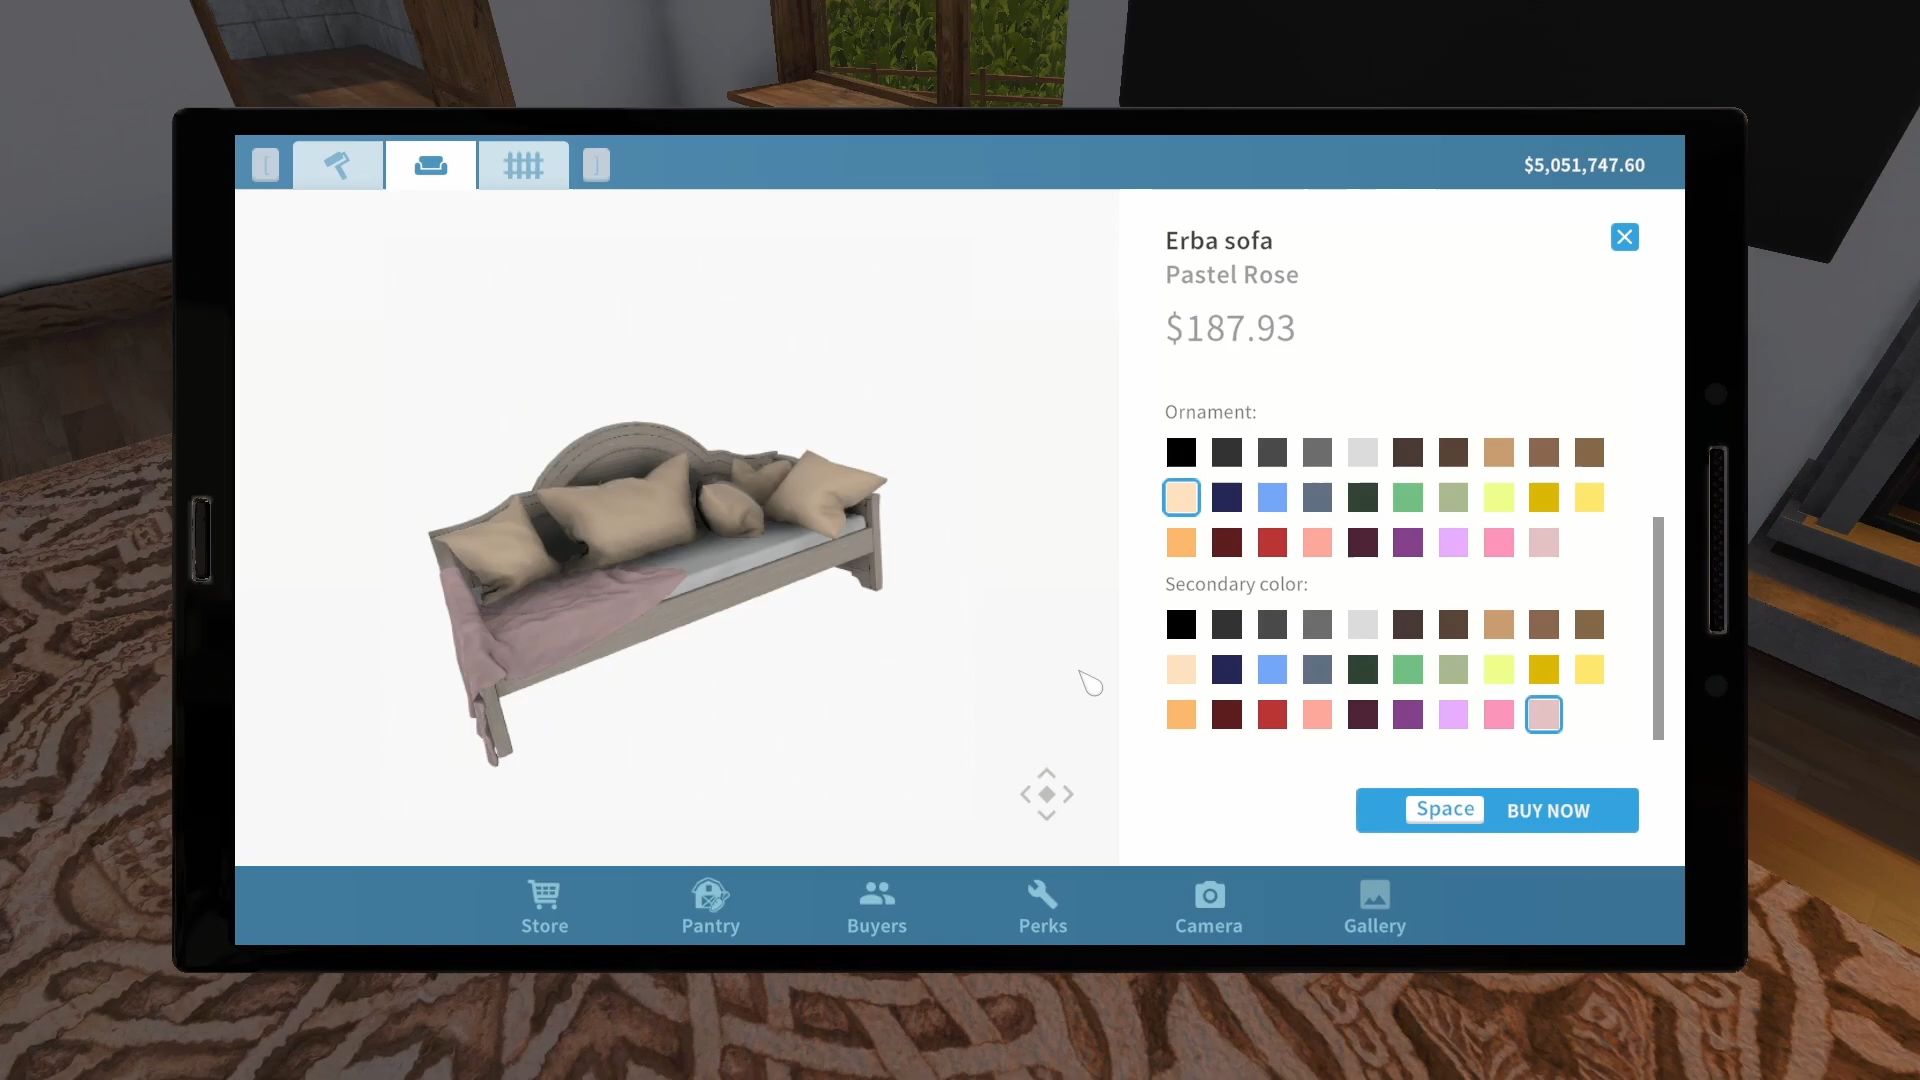 [
]
$5,051,747.60
Erba sofa
Pastel Rose
$187.93
Ornament:
Secondary color:
Space BUY NOW
Store
Pantry
Buyers
Perks
Camera
Gallery